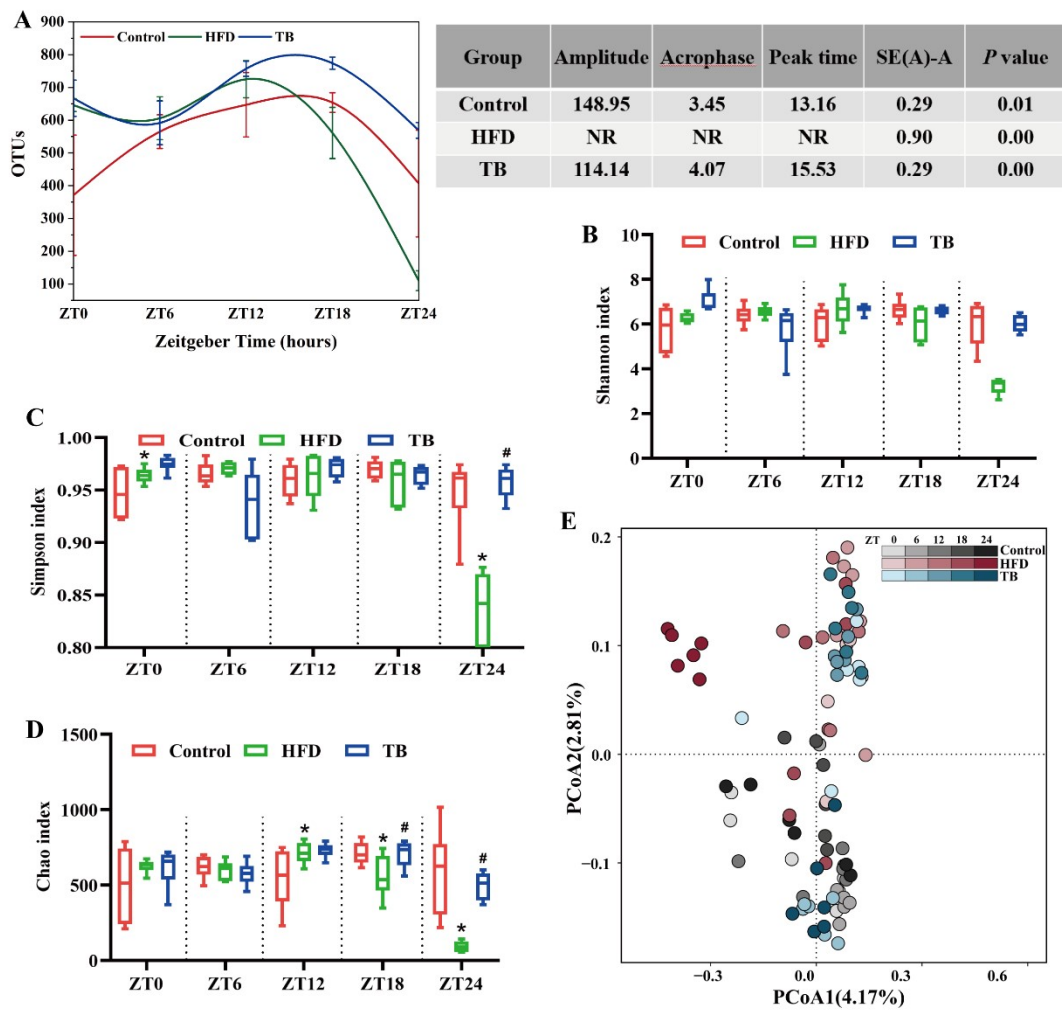 A
900
800
700
600
500
400
300
200
100
OTUs
Control HFD TB
ZT0 ZT6 ZT12 ZT18 ZT24
Zeitgeber Time (hours)
Group Amplitude Acrophase Peak time SE(A)-A P value
Control 148.95 3.45 13.16 0.29 0.01
HFD NR NR NR 0.90 0.00
TB 114.14 4.07 15.53 0.29 0.00
B
Control HFD TB
10
8
6
4
2
0
Shannon index
ZT0 ZT6 ZT12 ZT18 ZT24
C
Control HFD TB
1.00
0.95
0.90
0.85
0.80
Simpson index
* * #
ZT0 ZT6 ZT12 ZT18 ZT24
D
Control HFD TB
1500
1000
500
0
Chao index
* * # * #
ZT0 ZT6 ZT12 ZT18 ZT24
E
ZT 0 6 12 18 24
Control
HFD
TB
0.2
0.1
0.0
−0.1
PCoA2(2.81%)
−0.3 0.0 0.3 0.6
PCoA1(4.17%)